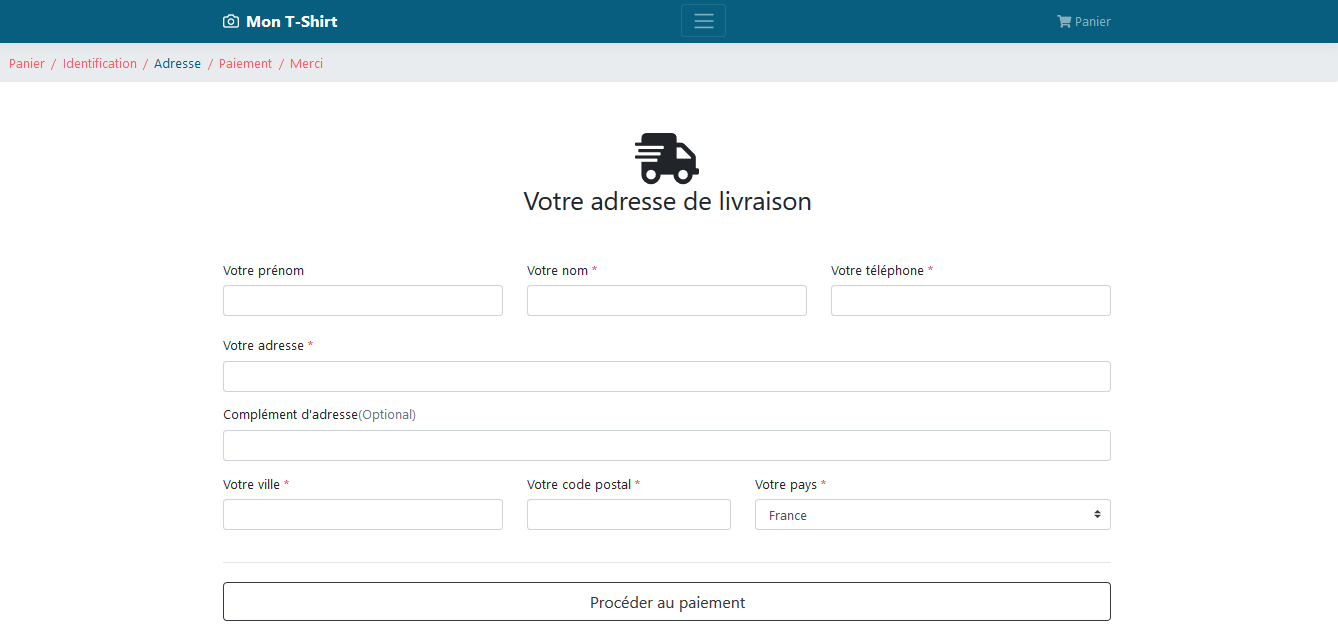 Mon T-Shirt Panier
Panier / Identification / Adresse / Paiement / Merci
Votre adresse de livraison
Votre prénom Votre nom * Votre téléphone *
Votre adresse *
Complément d'adresse(Optional)
Votre ville * Votre code postal * Votre pays *
France
Procéder au paiement